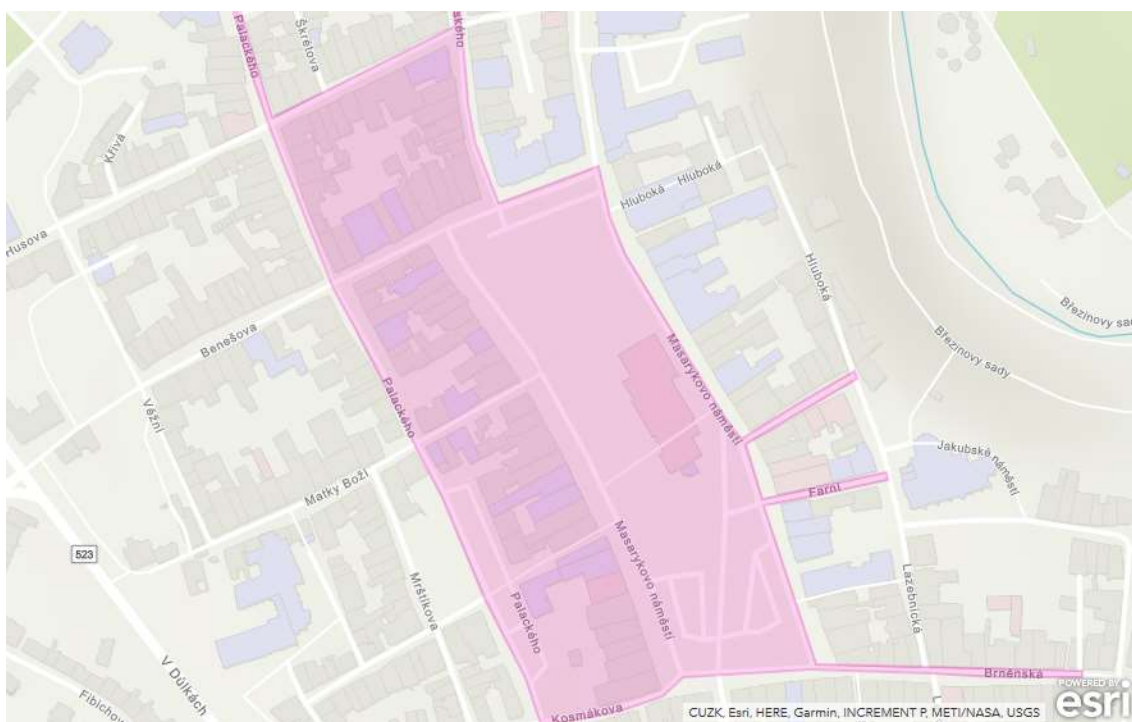 Palackého
Škrétova
ského
Křivá
Husova
Hluboká
Hluboká
Hluboká
Březinovy sady
Březinovy sady
Benešova
Věžní
Palackého
Masarykovo náměstí
Matky Boží
Jakubské náměstí
Farní
523
Masarykovo náměstí
Mrštíkova
Palackého
Lazebnická
V Důlkách
Fibichova
Brněnská
Kosmákova
L
POWERED BY
esri
CUZK, Esri, HERE, Garmin, INCREMENT P, METI/NASA, USGS